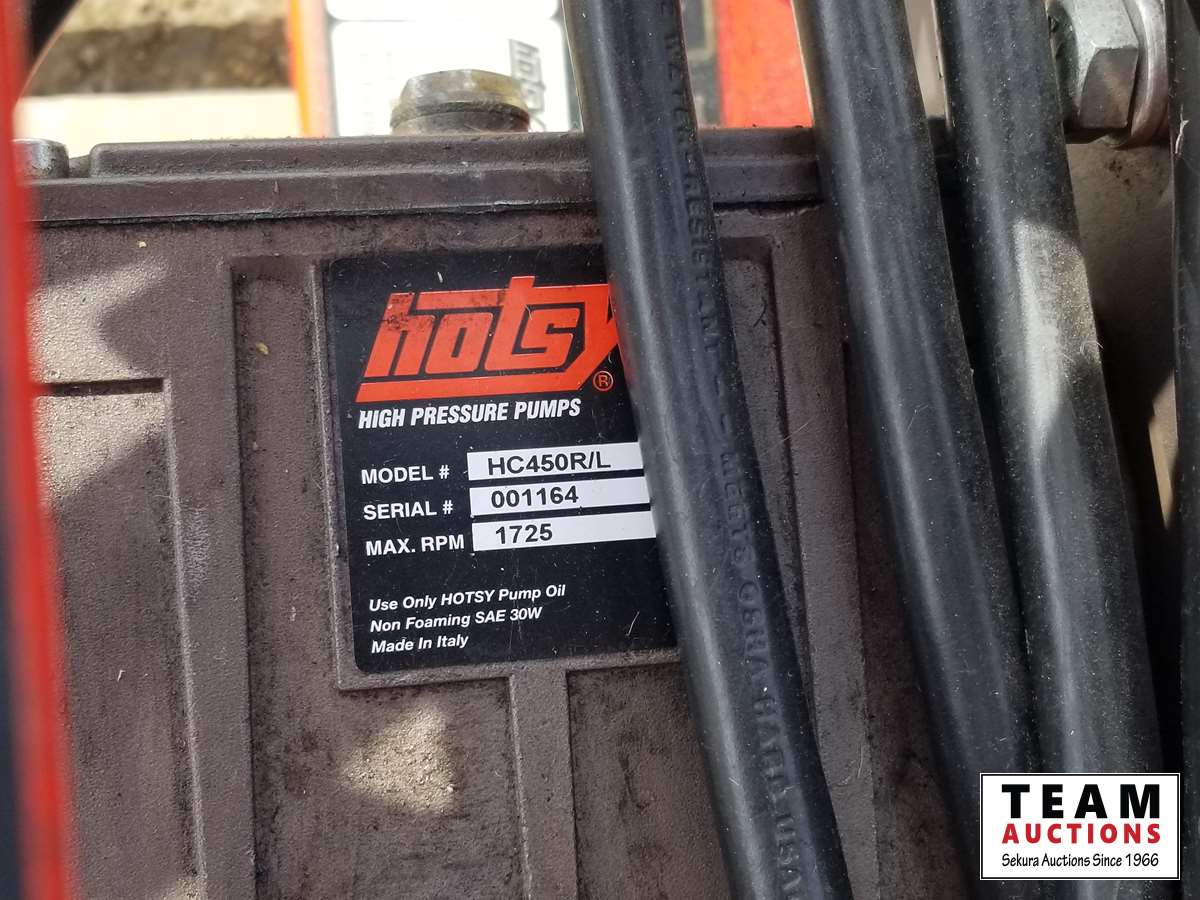 hotsy®
HIGH PRESSURE PUMPS
MODEL # HC450R/L
SERIAL # 001164
MAX. RPM 1725
Use Only HOTSY Pump Oil
Non Foaming SAE 30W
Made In Italy
TEAM
AUCTIONS
Sekura Auctions Since 1966